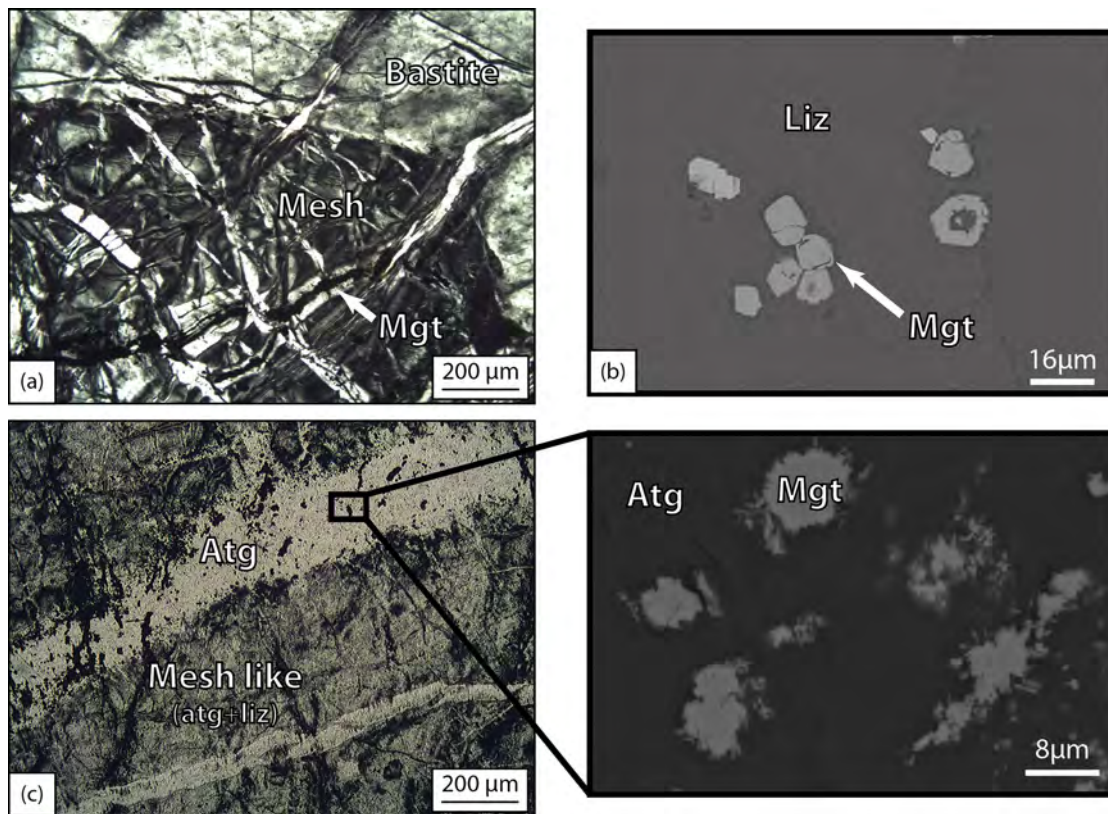 Bastite
Mesh
Mgt
(a)
200 μm
Liz
Mgt
(b)
16μm
Atg
Mesh like
(atg+liz)
(c)
200 μm
Atg
Mgt
8μm